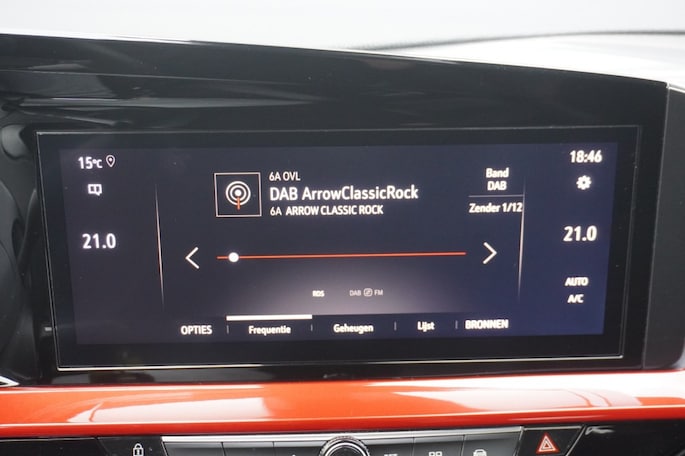 15°C
18:46
6A OVL
DAB ArrowClassicRock
6A ARROW CLASSIC ROCK
Band
DAB
Zender 1/12
21.0
21.0
RDS
DAB FM
AUTO
A/C
OPTIES
Frequentie
Geheugen
Lijst
BRONNEN